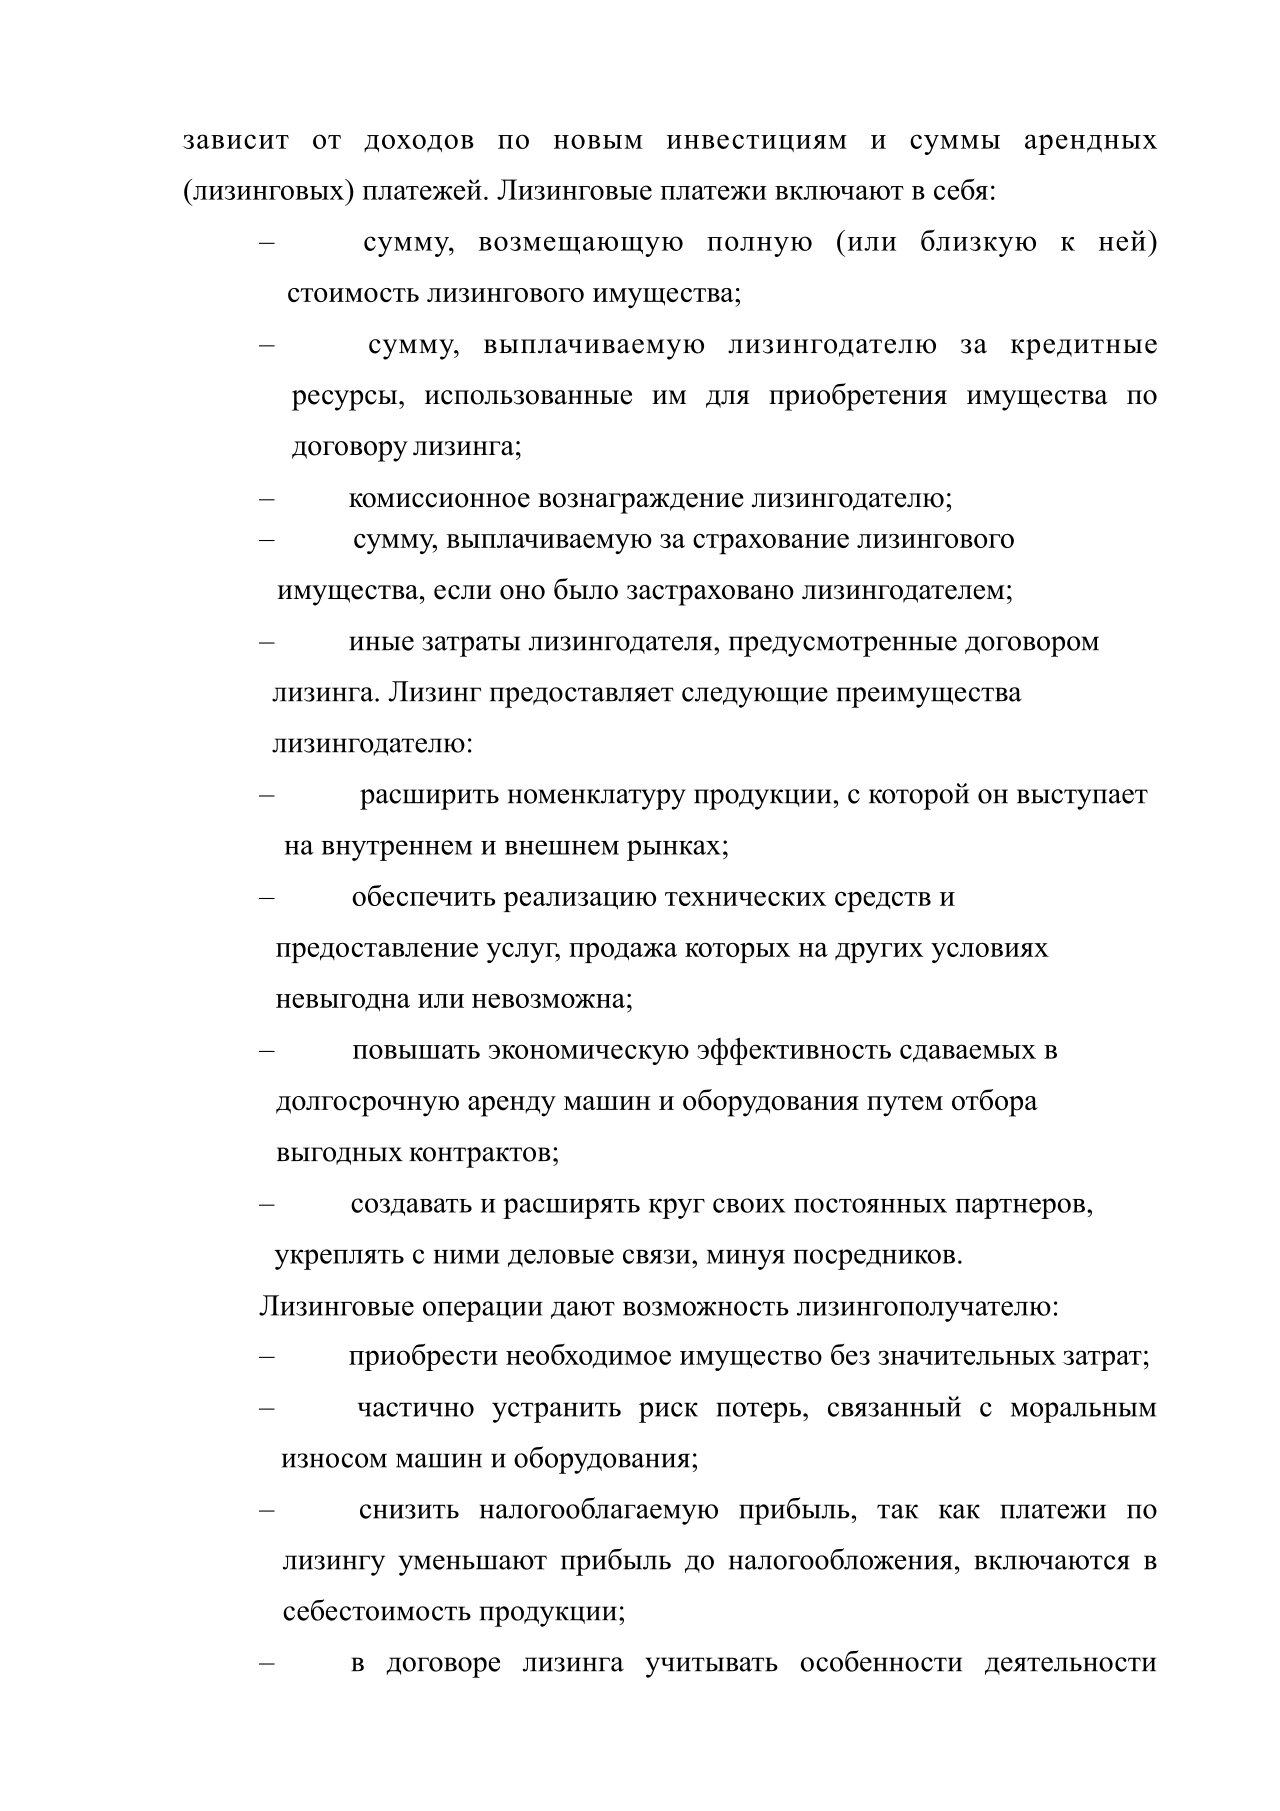 зависит от доходов по новым инвестициям и суммы арендных
(лизинговых) платежей. Лизинговые платежи включают в себя:
– сумму, возмещающую полную (или близкую к ней)
стоимость лизингового имущества;
– сумму, выплачиваемую лизингодателю за кредитные
ресурсы, использованные им для приобретения имущества по
договору лизинга;
– комиссионное вознаграждение лизингодателю;
– сумму, выплачиваемую за страхование лизингового
имущества, если оно было застраховано лизингодателем;
– иные затраты лизингодателя, предусмотренные договором
лизинга. Лизинг предоставляет следующие преимущества
лизингодателю:
– расширить номенклатуру продукции, с которой он выступает
на внутреннем и внешнем рынках;
– обеспечить реализацию технических средств и
предоставление услуг, продажа которых на других условиях
невыгодна или невозможна;
– повышать экономическую эффективность сдаваемых в
долгосрочную аренду машин и оборудования путем отбора
выгодных контрактов;
– создавать и расширять круг своих постоянных партнеров,
укреплять с ними деловые связи, минуя посредников.
Лизинговые операции дают возможность лизингополучателю:
– приобрести необходимое имущество без значительных затрат;
– частично устранить риск потерь, связанный с моральным
износом машин и оборудования;
– снизить налогооблагаемую прибыль, так как платежи по
лизингу уменьшают прибыль до налогообложения, включаются в
себестоимость продукции;
– в договоре лизинга учитывать особенности деятельности